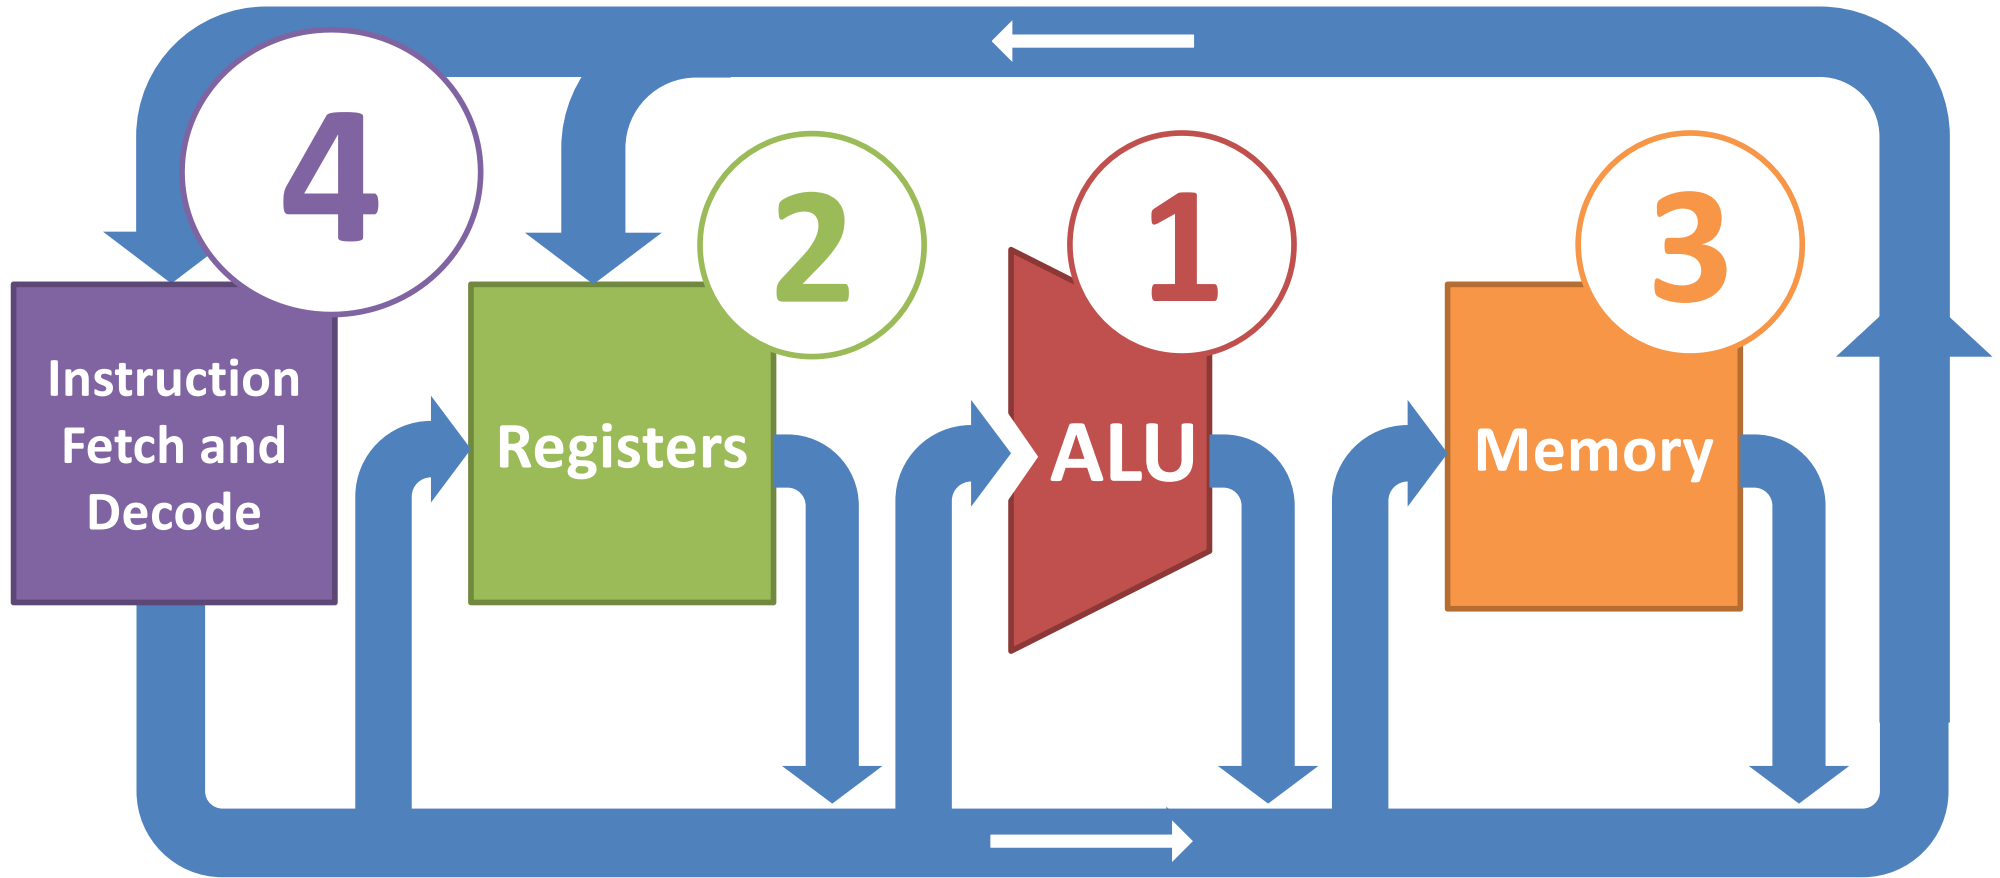 4
2
1
3
Instruction
Fetch and
Decode
Registers
ALU
Memory